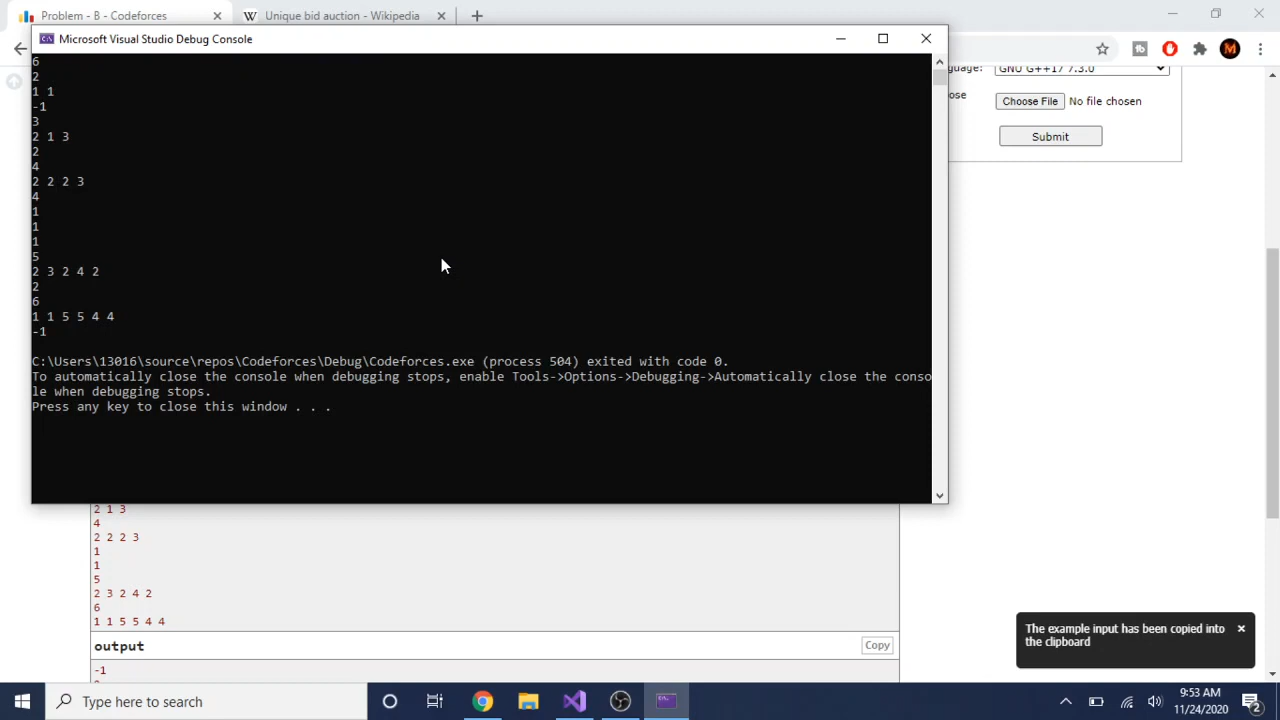 Problem - B - Codeforces
Unique bid auction - Wikipedia
Microsoft Visual Studio Debug Console
6
2
1 1
-1
3
2 1 3
2
4
2 2 2 3
4
1
1
1
5
2 3 2 4 2
2
6
1 1 5 5 4 4
-1
C:\Users\13016\source\repos\Codeforces\Debug\Codeforces.exe (process 504) exited with code 0.
To automatically close the console when debugging stops, enable Tools->Options->Debugging->Automatically close the conso
le when debugging stops.
Press any key to close this window . . .
guage: GNU G++17 7.3.0
ose
Choose File No file chosen
Submit
2 1 3
4
2 2 2 3
1
1
5
2 3 2 4 2
6
1 1 5 5 4 4
output
Copy
-1
The example input has been copied into
the clipboard
Type here to search
9:53 AM
11/24/2020
2